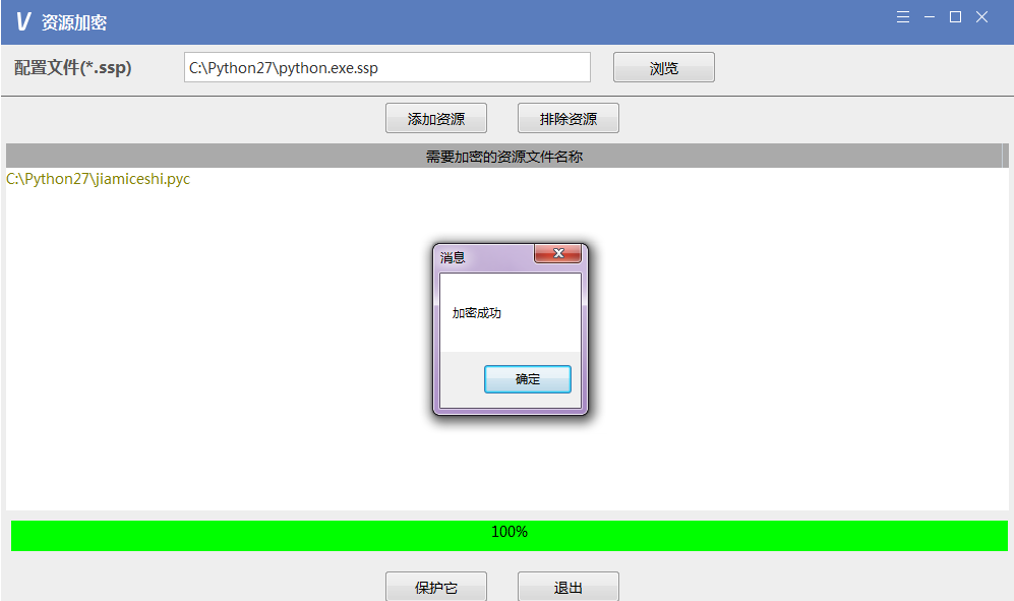 V 资源加密
配置文件(*.ssp) C:\Python27\python.exe.ssp 浏览
添加资源 排除资源
需要加密的资源文件名称
C:\Python27\jiamiceshi.pyc
消息
加密成功
确定
100%
保护它 退出